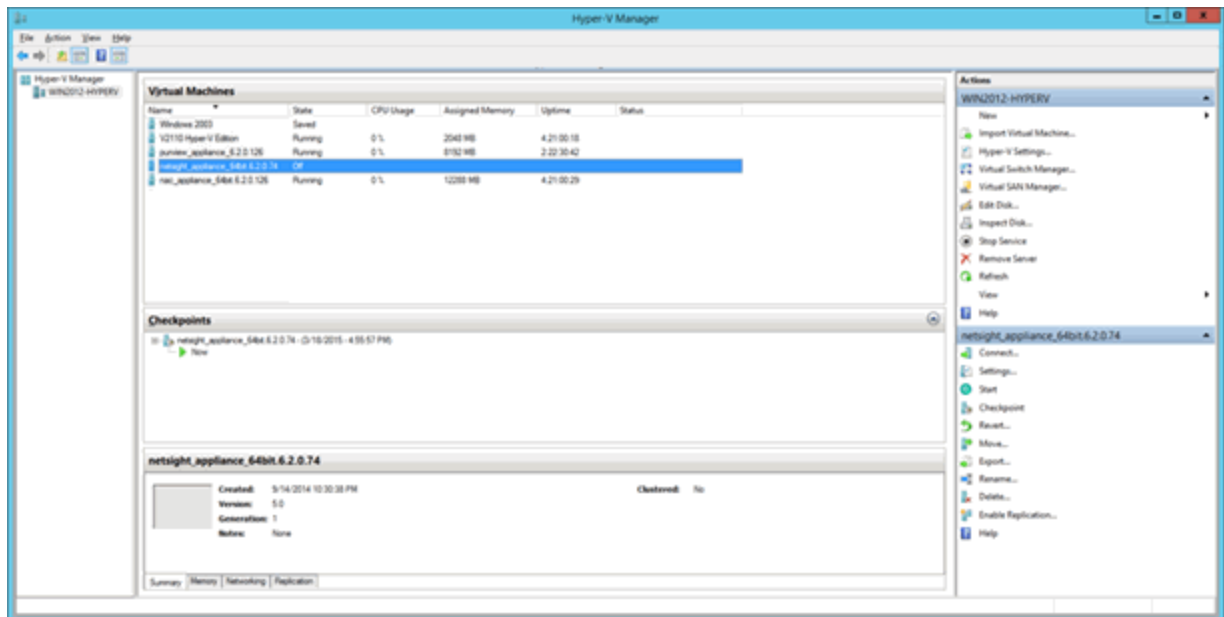 Hyper-V Manager
File Action View Help
Hyper-V Manager
WIN2012-HYPERV
Virtual Machines
Name State CPU Usage Assigned Memory Uptime Status
Windows 2003 Saved
V2110 Hyper-V Edition Running 0 % 2048 MB 4.21:00:18
purview_appliance_6.2.0.126 Running 0 % 8192 MB 2.22:30:42
netsight_appliance_64bit.6.2.0.74 Off
nac_appliance_64bit.6.2.0.126 Running 0 % 12288 MB 4.21:00:29
Checkpoints
netsight_appliance_64bit.6.2.0.74 - (3/18/2015 - 4:55:57 PM)
Now
netsight_appliance_64bit.6.2.0.74
Created: 9/14/2014 10:30:38 PM Clustered: No
Version: 5.0
Generation: 1
Notes: None
Summary Memory Networking Replication
Actions
WIN2012-HYPERV
New
Import Virtual Machine...
Hyper-V Settings...
Virtual Switch Manager...
Virtual SAN Manager...
Edit Disk...
Inspect Disk...
Stop Service
Remove Server
Refresh
View
Help
netsight_appliance_64bit.6.2.0.74
Connect...
Settings...
Start
Checkpoint
Revert...
Move...
Export...
Rename...
Delete...
Enable Replication...
Help